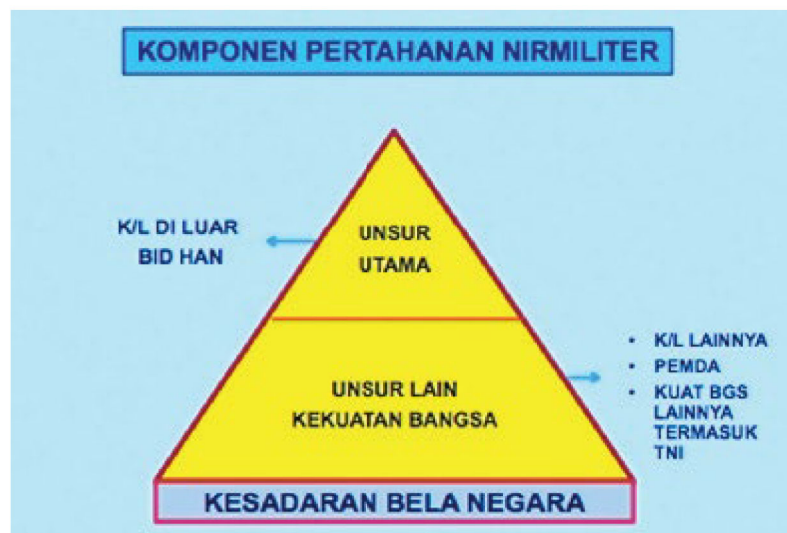 KOMPONEN PERTAHANAN NIRMILITER
K/L DI LUAR
BID HAN
UNSUR
UTAMA
• K/L LAINNYA
• PEMDA
• KUAT BGS
LAINNYA
TERMASUK
TNI
UNSUR LAIN
KEKUATAN BANGSA
KESADARAN BELA NEGARA